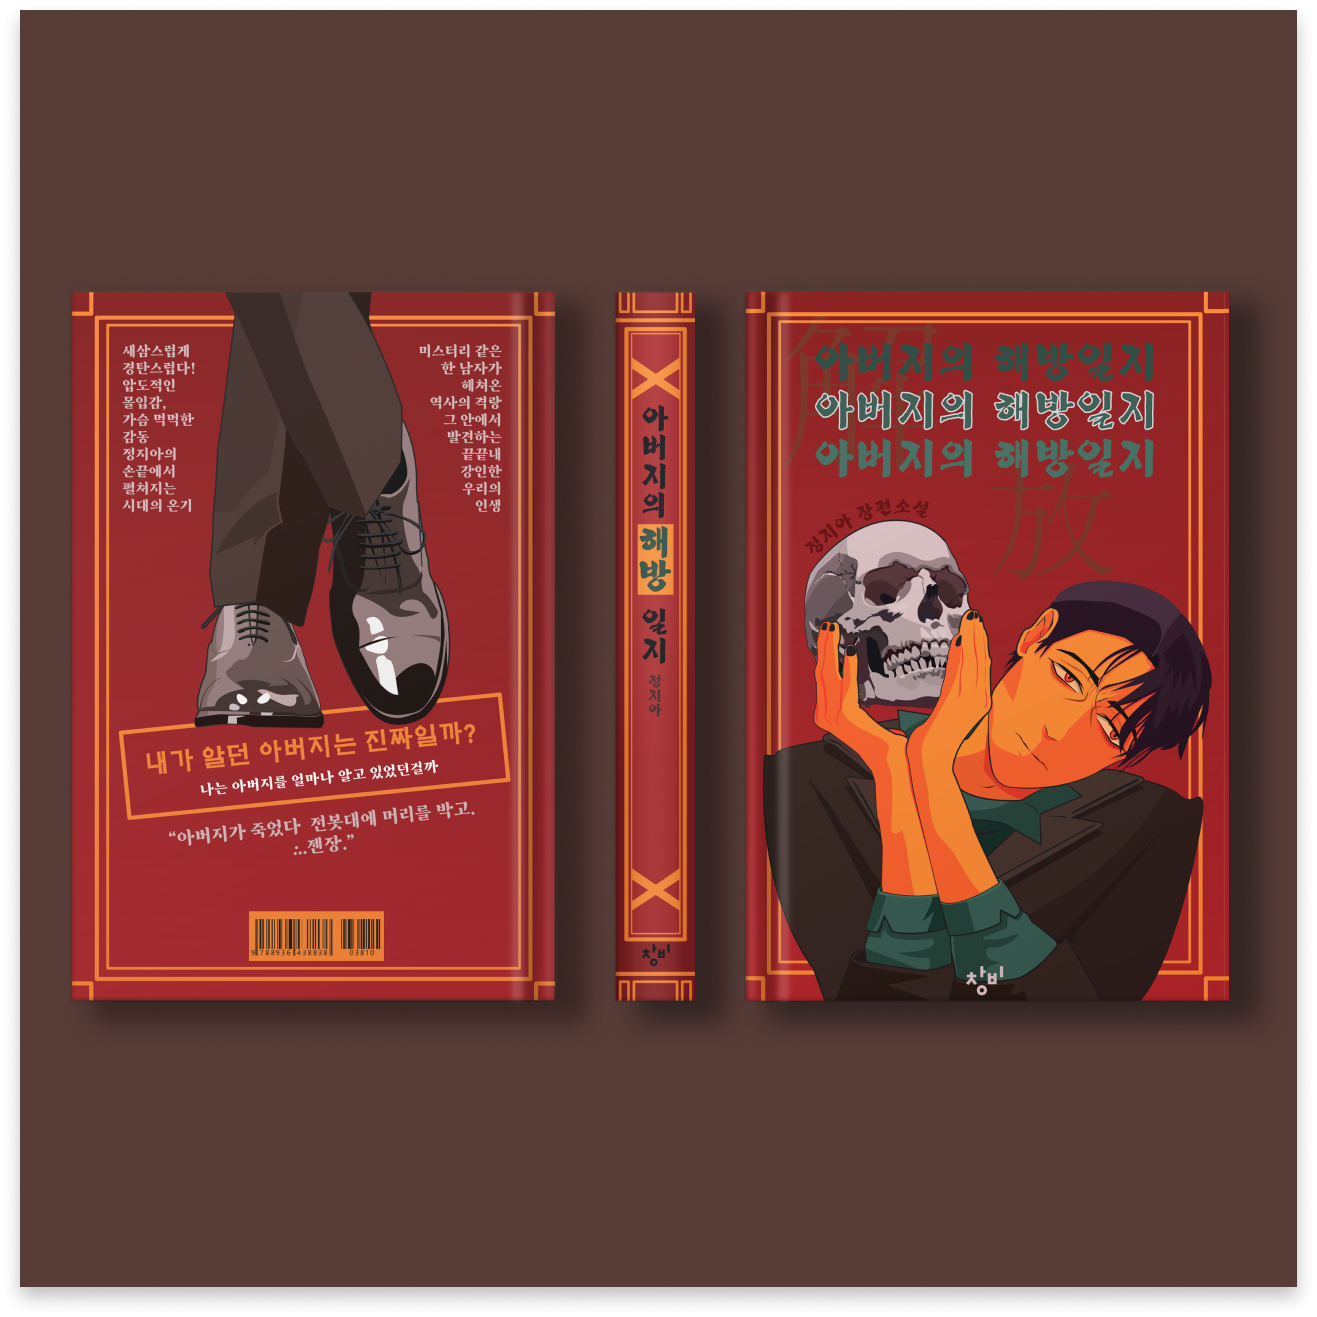 새삼스럽게
경탄스럽다!
압도적인
몰입감,
가슴 먹먹한
감동
정지아의
손끝에서
펼쳐지는
시대의 온기
미스터리 같은
한 남자가
헤쳐온
역사의 격랑
그 안에서
발견하는
끝끝내
강인한
우리의
인생
내가 알던 아버지는 진짜일까?
나는 아버지를 얼마나 알고 있었던걸까
“아버지가 죽었다 전봇대에 머리를 박고.
:..젠장.”
9 788936 438838 03810
아버지의 해방 일지
정지아
창비
解放
아버지의 해방일지
아버지의 해방일지
아버지의 해방일지
정지아 장편소설
창비